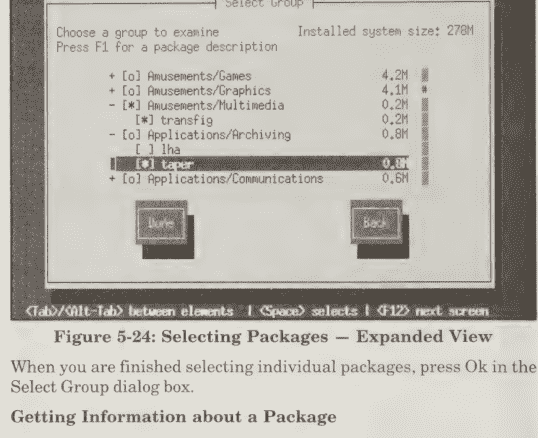 Select Group
Choose a group to examine Installed system size: 278M
Press F1 for a package description
+ [o] Amusements/Games 4.2M
+ [o] Amusements/Graphics 4.1M #
- [*] Amusements/Multimedia 0.2M
[*] transfig 0.2M
- [o] Applications/Archiving 0.8M
[ ] lha
[*] taper 0.8M
+ [o] Applications/Communications 0.6M
Done Back
<Tab>/<Alt-Tab> between elements | <Space> selects | <F12> next screen
Figure 5-24: Selecting Packages — Expanded View
When you are finished selecting individual packages, press Ok in the
Select Group dialog box.
Getting Information about a Package